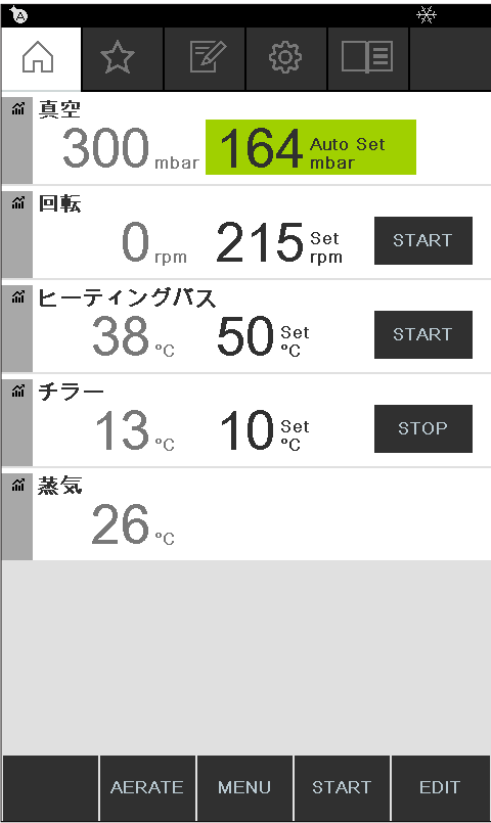 A
真空
300 mbar 164 Auto Set mbar
回転
0 rpm 215 Set rpm START
ヒーティングバス
38 °C 50 Set °C START
チラー
13 °C 10 Set °C STOP
蒸気
26 °C
AERATE MENU START EDIT